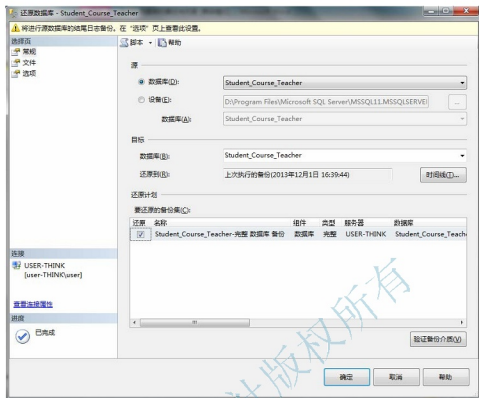 还原数据库 - Student_Course_Teacher
将进行源数据库的结尾日志备份。在“选项”页上查看此设置。
选择页
常规
文件
选项
脚本 帮助
源
数据库(D): Student_Course_Teacher
设备(E): D:\Program Files\Microsoft SQL Server\MSSQL11.MSSQLSERVEI ...
数据库(A): Student_Course_Teacher
目标
数据库(B): Student_Course_Teacher
还原到(R): 上次执行的备份(2013年12月1日 16:39:44) 时间线(T)...
还原计划
要还原的备份集(C):
还原 名称 组件 类型 服务器 数据库
Student_Course_Teacher-完整 数据库 备份 数据库 完整 USER-THINK Student_Course_Teach
连接
USER-THINK
[user-THINK\user]
查看连接属性
进度
已完成
验证备份介质(V)
确定 取消 帮助
版权所有